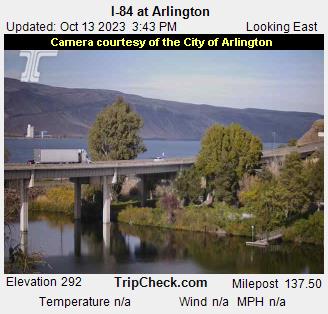 I-84 at Arlington
Updated: Oct 13 2023 3:43 PM Looking East
Camera courtesy of the City of Arlington
Elevation 292 TripCheck.com Milepost 137.50
Temperature n/a Wind n/a MPH n/a